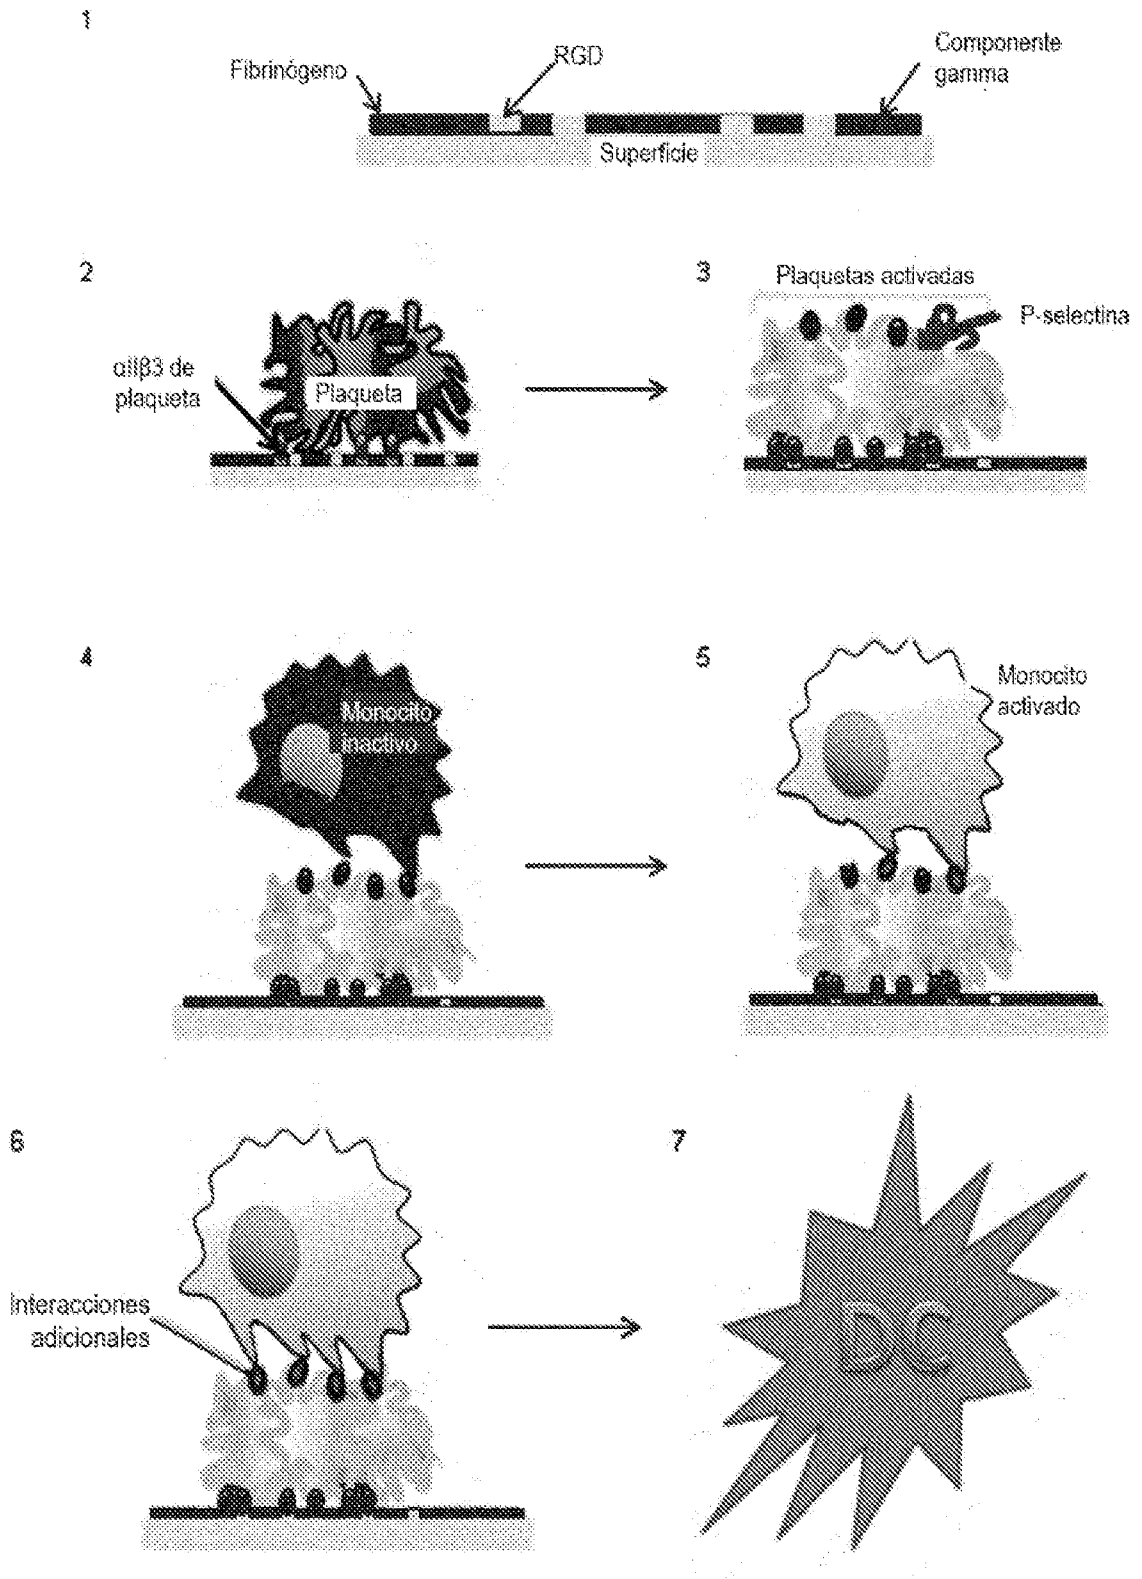 1
Fibrinógeno
RGD
Componente
gamma
Superficie
2
αIIβ3 de
plaqueta
Plaqueta
3
Plaquetas activadas
P-selectina
4
Monocito
inactivo
5
Monocito
activado
6
Interacciones
adicionales
7